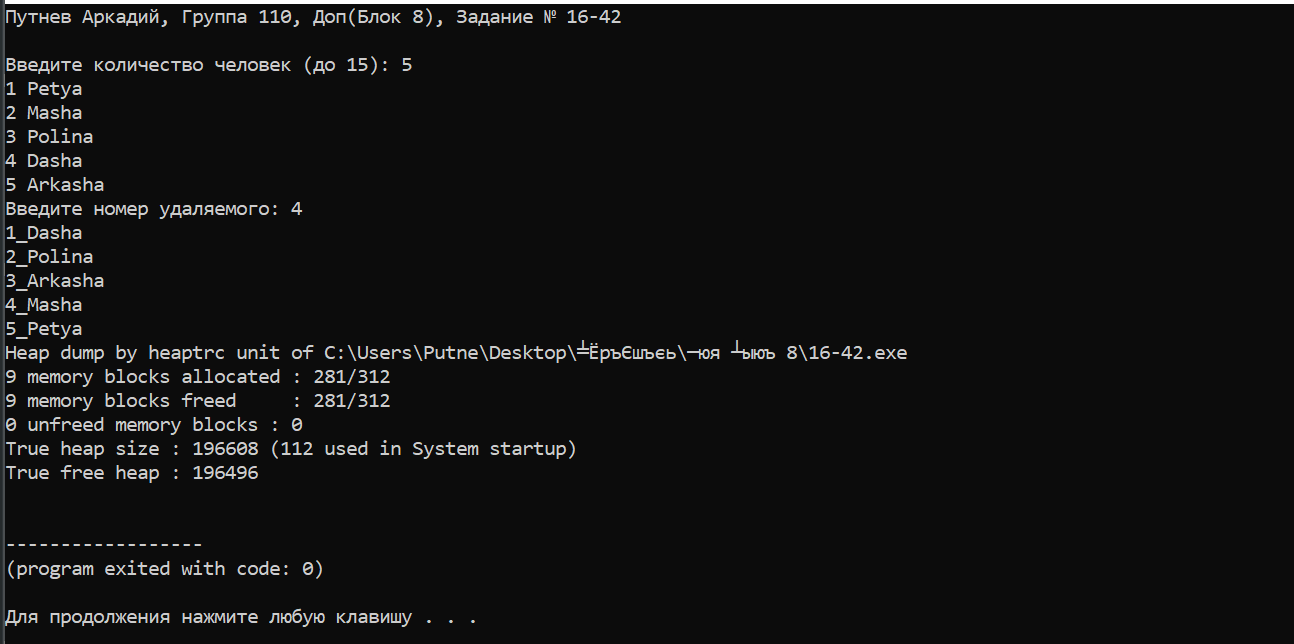 Путнев Аркадий, Группа 110, Доп(Блок 8), Задание № 16-42
Введите количество человек (до 15): 5
1 Petya
2 Masha
3 Polina
4 Dasha
5 Arkasha
Введите номер удаляемого: 4
1_Dasha
2_Polina
3_Arkasha
4_Masha
5_Petya
Heap dump by heaptrc unit of C:\Users\Putne\Desktop\╧ЁръЄшъєь\─юя ┴ыюъ 8\16-42.exe
9 memory blocks allocated : 281/312
9 memory blocks freed     : 281/312
0 unfreed memory blocks : 0
True heap size : 196608 (112 used in System startup)
True free heap : 196496
------------------
(program exited with code: 0)
Для продолжения нажмите любую клавишу . . .